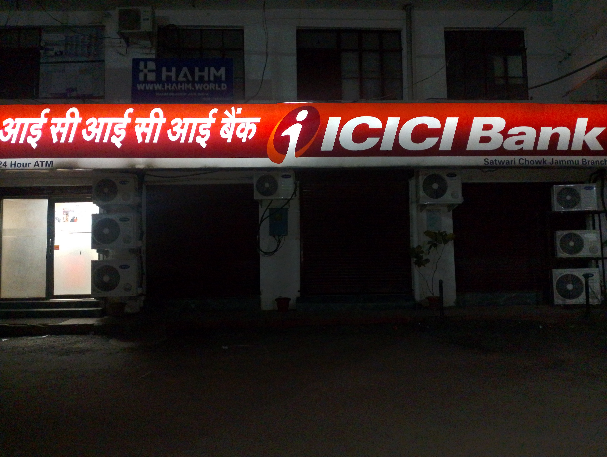 HAHM
WWW.HAHM.WORLD
आई सी आई सी आई बैंक
ICICI Bank
24 Hour ATM
Satwari Chowk Jammu Branch